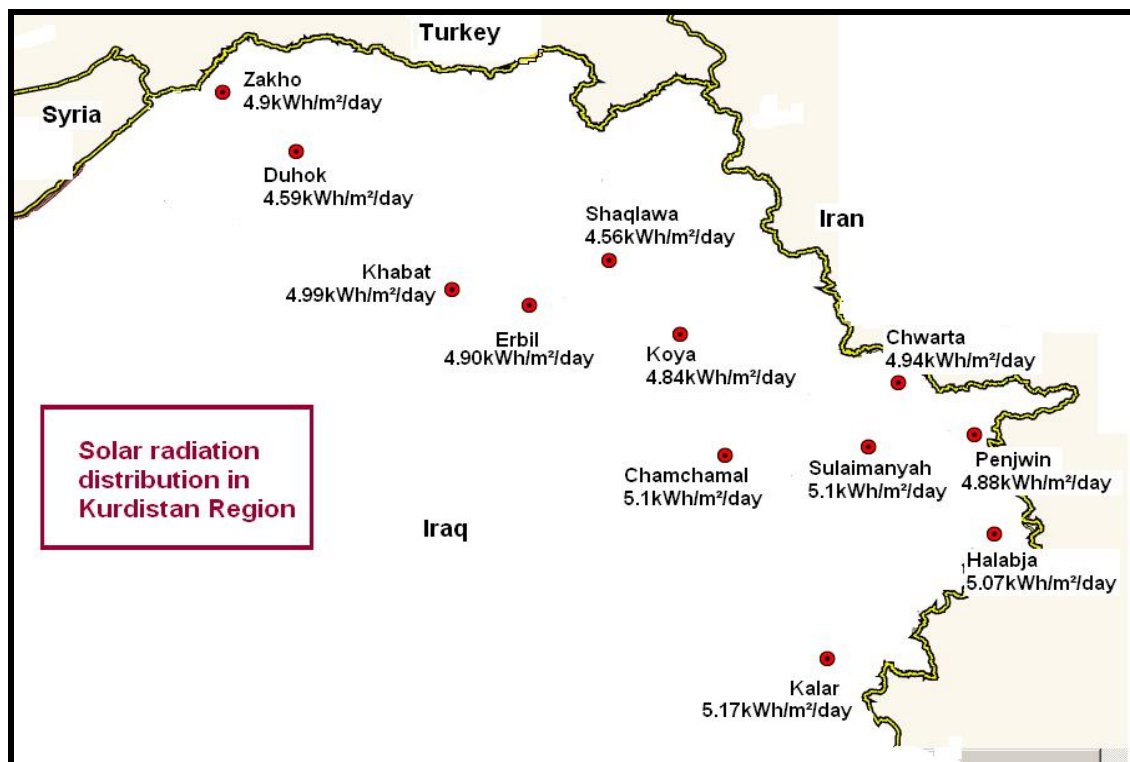 Turkey
Zakho
4.9kWh/m²/day
Syria
Duhok
4.59kWh/m²/day
Shaqlawa
4.56kWh/m²/day
Iran
Khabat
4.99kWh/m²/day
Erbil
4.90kWh/m²/day
Koya
4.84kWh/m²/day
Chwarta
4.94kWh/m²/day
Solar radiation
distribution in
Kurdistan Region
Chamchamal
5.1kWh/m²/day
Sulaimanyah
5.1kWh/m²/day
Penjwin
4.88kWh/m²/day
Iraq
Halabja
5.07kWh/m²/day
Kalar
5.17kWh/m²/day